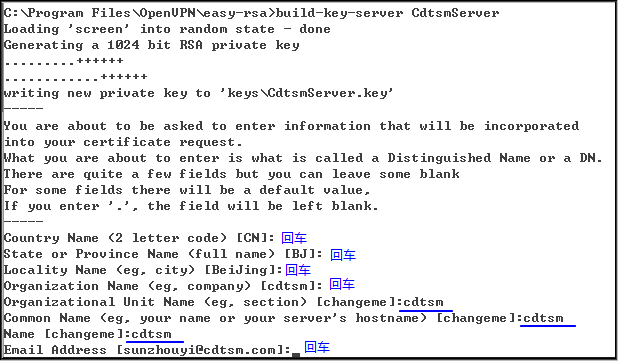 C:\Program Files\OpenVPN\easy-rsa>build-key-server CdtsmServer
Loading 'screen' into random state - done
Generating a 1024 bit RSA private key
.........++++++
............++++++
writing new private key to 'keys\CdtsmServer.key'
-----
You are about to be asked to enter information that will be incorporated
into your certificate request.
What you are about to enter is what is called a Distinguished Name or a DN.
There are quite a few fields but you can leave some blank
For some fields there will be a default value,
If you enter '.', the field will be left blank.
-----
Country Name (2 letter code) [CN]: 回车
State or Province Name (full name) [BJ]: 回车
Locality Name (eg, city) [BeiJing]:回车
Organization Name (eg, company) [cdtsm]: 回车
Organizational Unit Name (eg, section) [changeme]:cdtsm
Common Name (eg, your name or your server's hostname) [changeme]:cdtsm
Name [changeme]:cdtsm
Email Address [sunzhouyi@cdtsm.com]:_ 回车